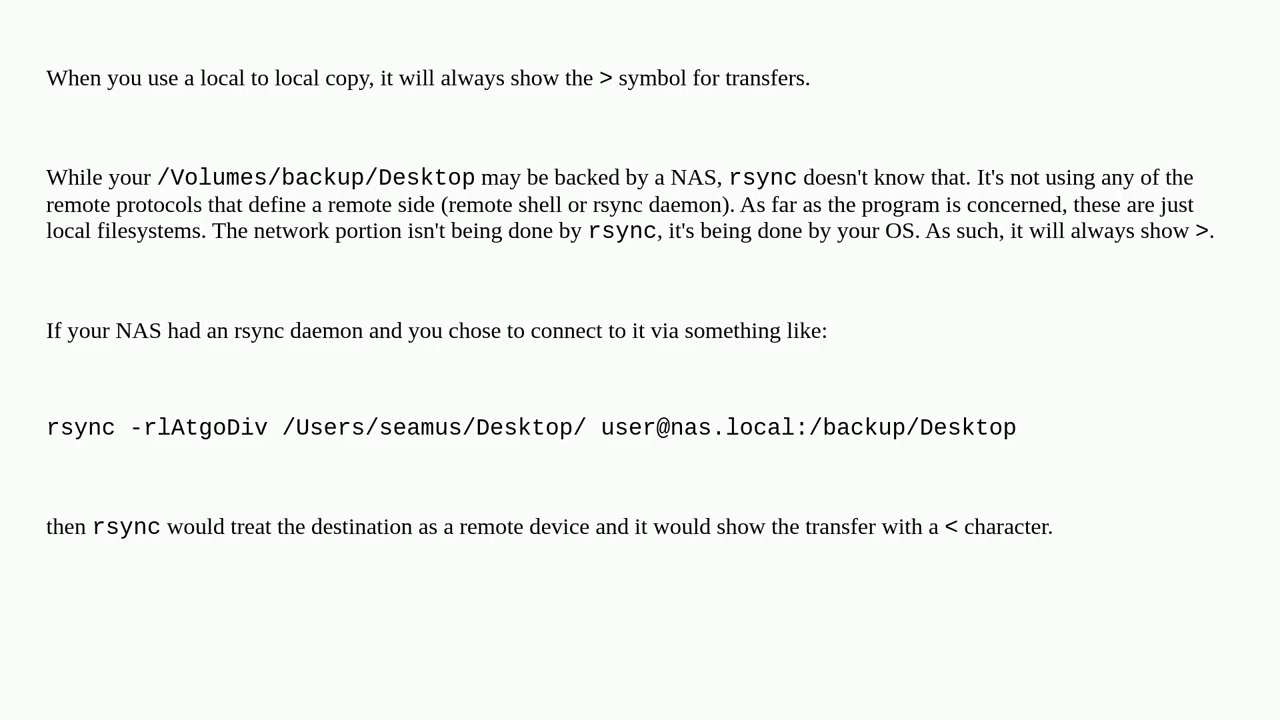 When you use a local to local copy, it will always show the > symbol for transfers.
While your /Volumes/backup/Desktop may be backed by a NAS, rsync doesn't know that. It's not using any of the
remote protocols that define a remote side (remote shell or rsync daemon). As far as the program is concerned, these are just
local filesystems. The network portion isn't being done by rsync, it's being done by your OS. As such, it will always show >.
If your NAS had an rsync daemon and you chose to connect to it via something like:
rsync -rlAtgoDiv /Users/seamus/Desktop/ user@nas.local:/backup/Desktop
then rsync would treat the destination as a remote device and it would show the transfer with a < character.